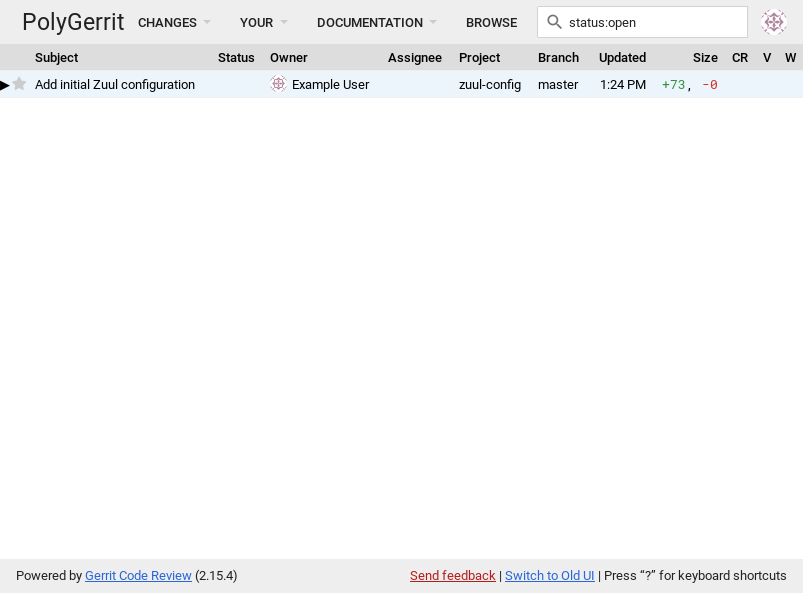 PolyGerrit CHANGES YOUR DOCUMENTATION BROWSE status:open
Subject Status Owner Assignee Project Branch Updated Size CR V W
Add initial Zuul configuration Example User zuul-config master 1:24 PM +73, -0
Powered by Gerrit Code Review (2.15.4) Send feedback | Switch to Old UI | Press “?” for keyboard shortcuts